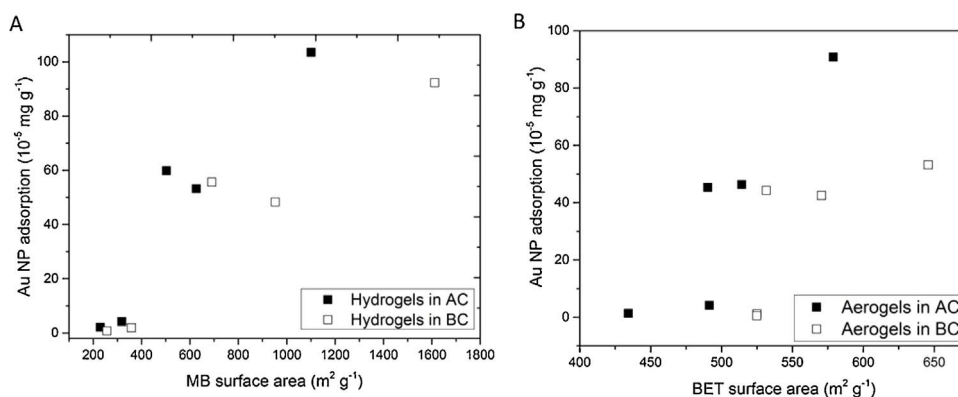 A
Au NP adsorption (10⁻⁵ mg g⁻¹)
100
80
60
40
20
0
200 400 600 800 1000 1200 1400 1600 1800
MB surface area (m² g⁻¹)
Hydrogels in AC
Hydrogels in BC
B
Au NP adsorption (10⁻⁵ mg g⁻¹)
100
80
60
40
20
0
400 450 500 550 600 650
BET surface area (m² g⁻¹)
Aerogels in AC
Aerogels in BC